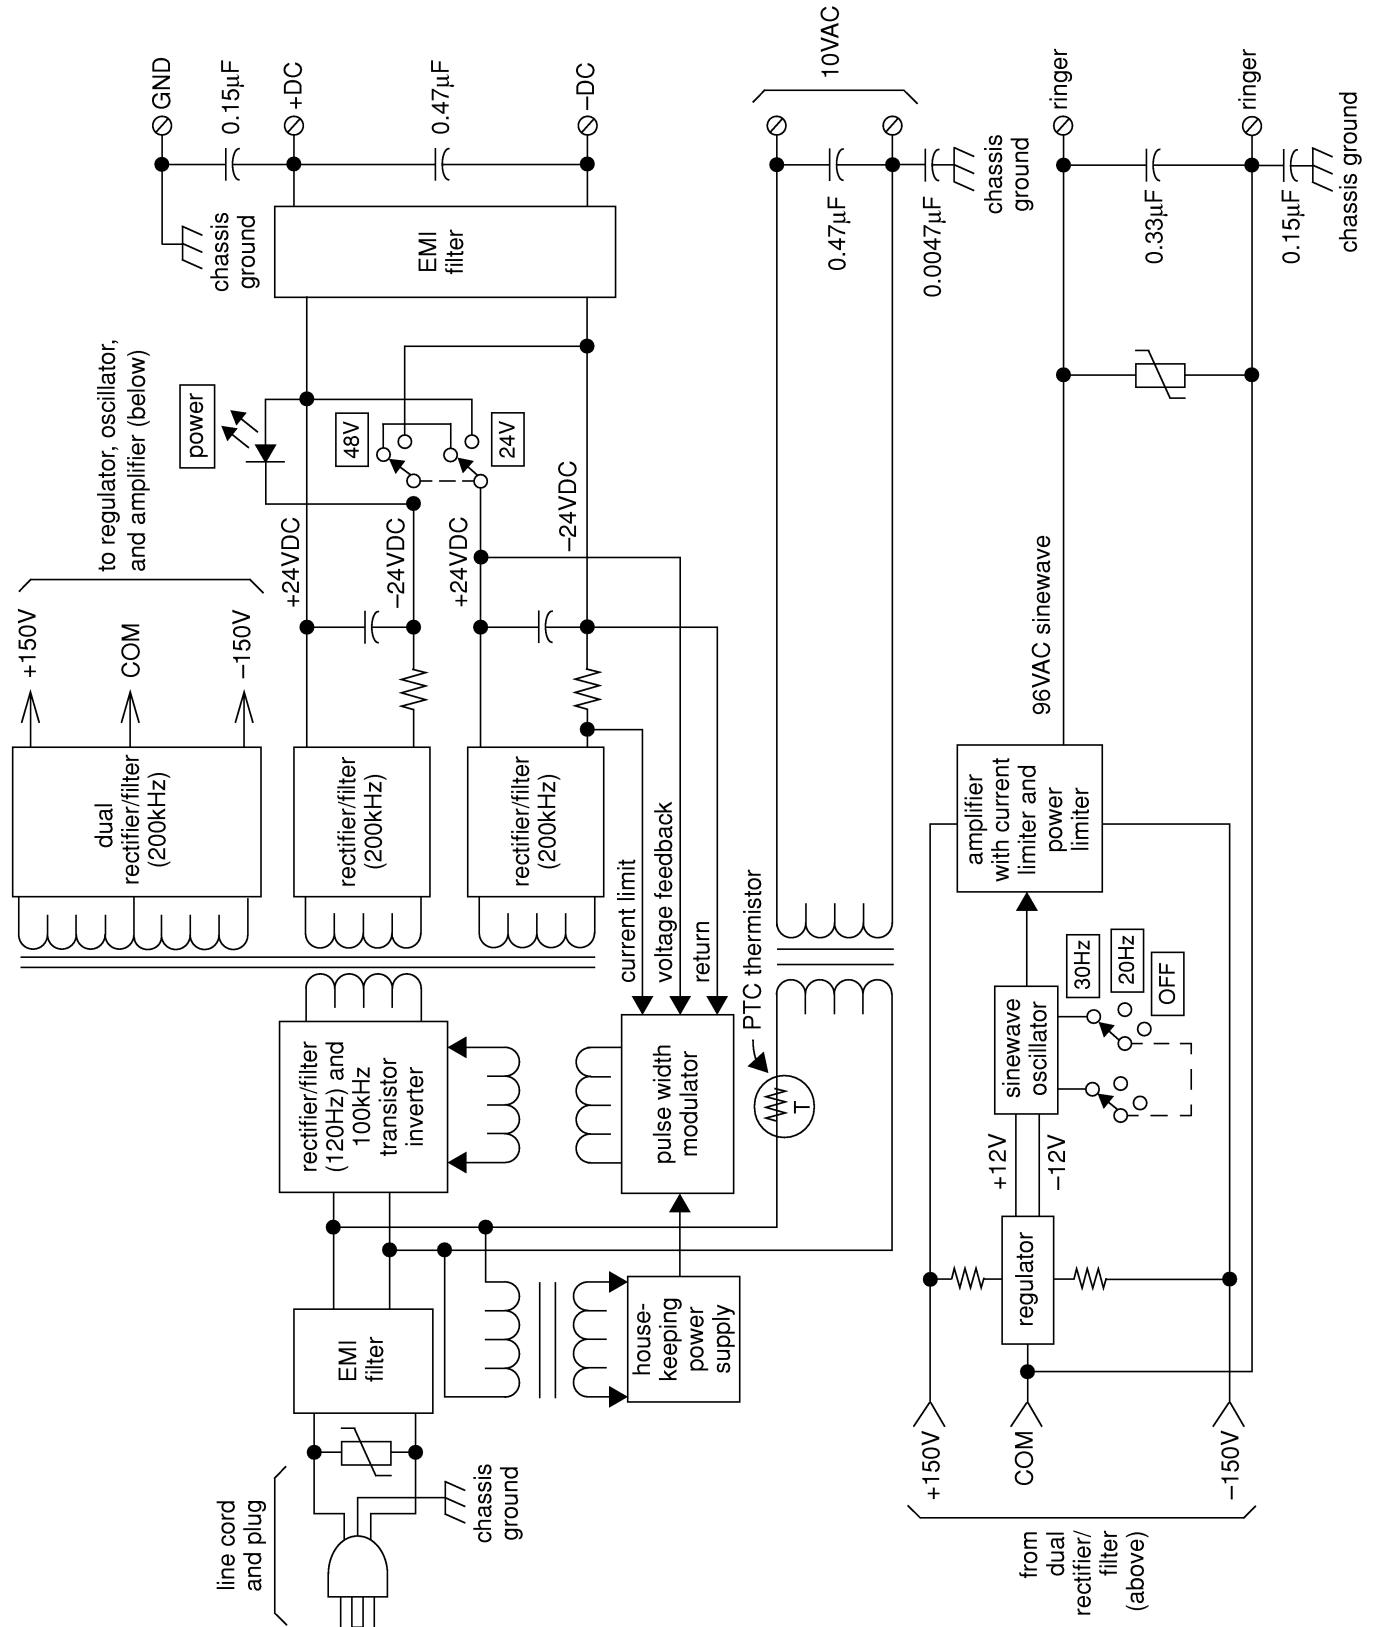 line cord
and plug
chassis
ground
EMI
filter
rectifier/filter
(120Hz) and
100kHz
transistor
inverter
house-
keeping
power
supply
pulse width
modulator
current limit
voltage feedback
return
PTC thermistor
T
dual
rectifier/filter
(200kHz)
rectifier/filter
(200kHz)
rectifier/filter
(200kHz)
+150V
COM
–150V
to regulator, oscillator,
and amplifier (below)
+24VDC
–24VDC
+24VDC
–24VDC
power
48V
24V
EMI
filter
chassis
ground
GND
0.15µF
+DC
0.47µF
–DC
10VAC
0.47µF
0.0047µF
chassis
ground
from
dual
rectifier/
filter
(above)
+150V
COM
–150V
regulator
+12V
–12V
sinewave
oscillator
30Hz
20Hz
OFF
amplifier
with current
limiter and
power
limiter
96VAC sinewave
ringer
0.33µF
ringer
0.15µF
chassis ground